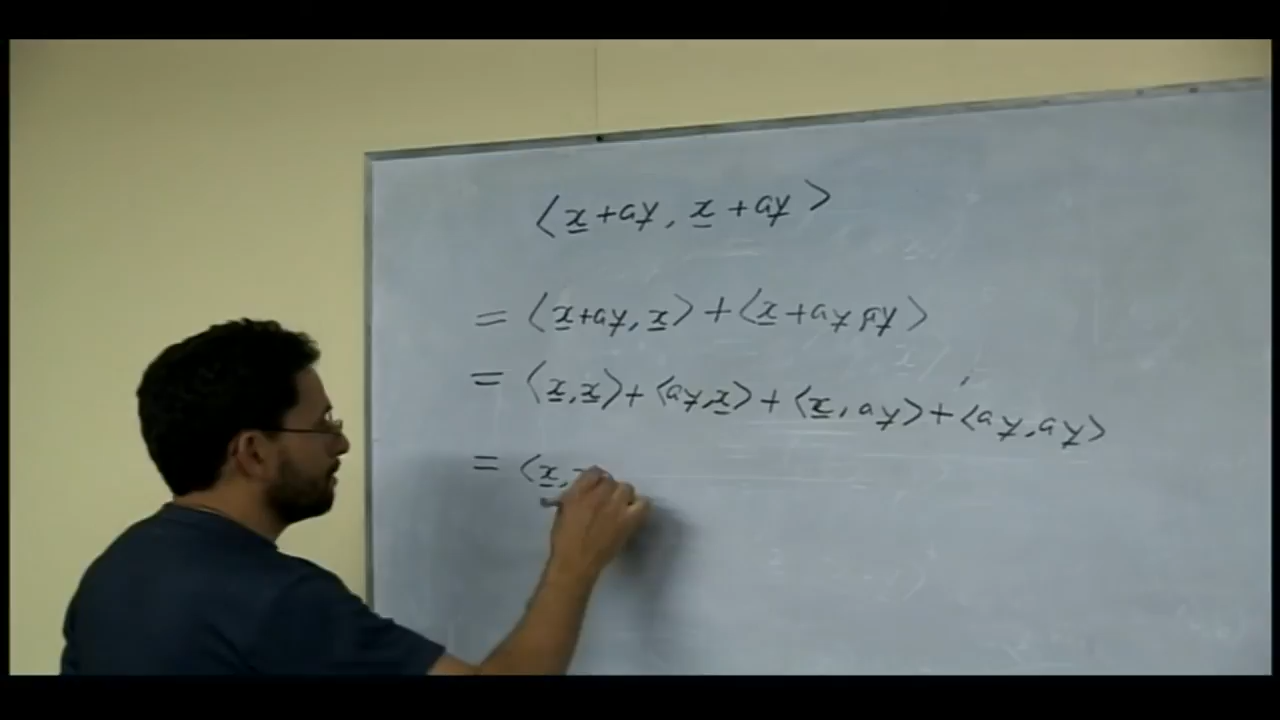 ⟨x̲+ay̲, x̲+ay̲⟩
= ⟨x̲+ay̲, x̲⟩+⟨x̲+ay̲, ay̲⟩
= ⟨x̲,x̲⟩+⟨ay̲,x̲⟩+⟨x̲,ay̲⟩+⟨ay̲,ay̲⟩
= ⟨x̲,